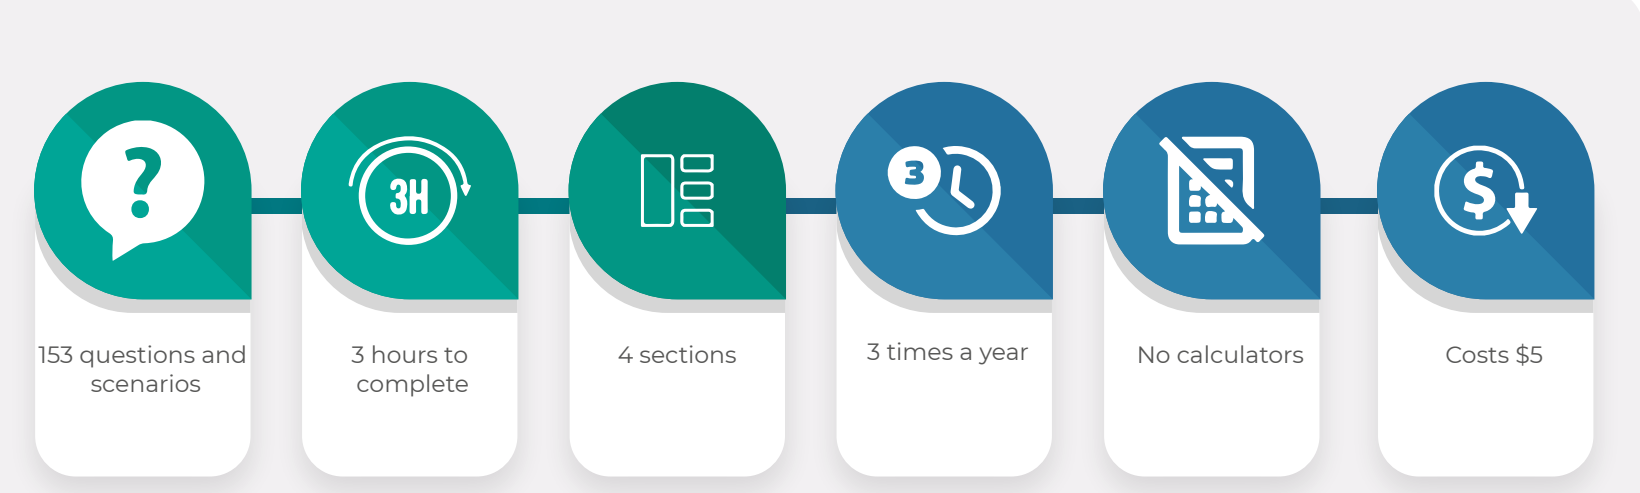 ?
3H
3
$
153 questions and
scenarios
3 hours to
complete
4 sections
3 times a year
No calculators
Costs $5